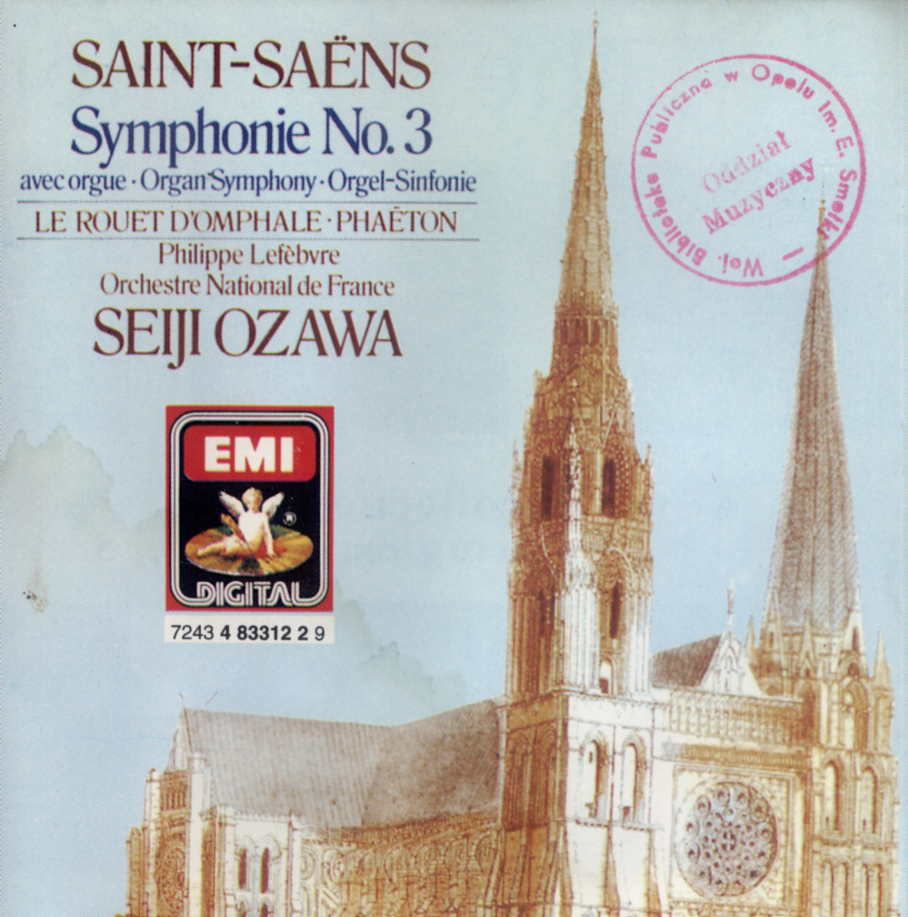 SAINT-SAËNS
Symphonie No. 3
avec orgue · Organ Symphony · Orgel-Sinfonie
LE ROUET D'OMPHALE · PHAËTON
Philippe Lefèbvre
Orchestre National de France
SEIJI OZAWA
Woj. Biblioteka Publiczna w Opolu Im. E. Smołki —
Oddział
Muzyczny
EMI
®
DIGITAL
7243 4 83312 2 9